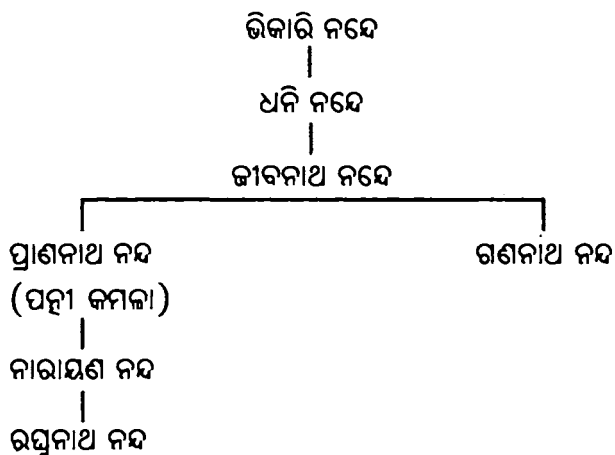 ଭିକାରି ନନ୍ଦେ
ଧନି ନନ୍ଦେ
ଜୀବନାଥ ନନ୍ଦେ
ପ୍ରାଣନାଥ ନନ୍ଦ ଗଣନାଥ ନନ୍ଦ
(ପତ୍ନୀ କମଳା)
ନାରାୟଣ ନନ୍ଦ
ରଘୁନାଥ ନନ୍ଦ